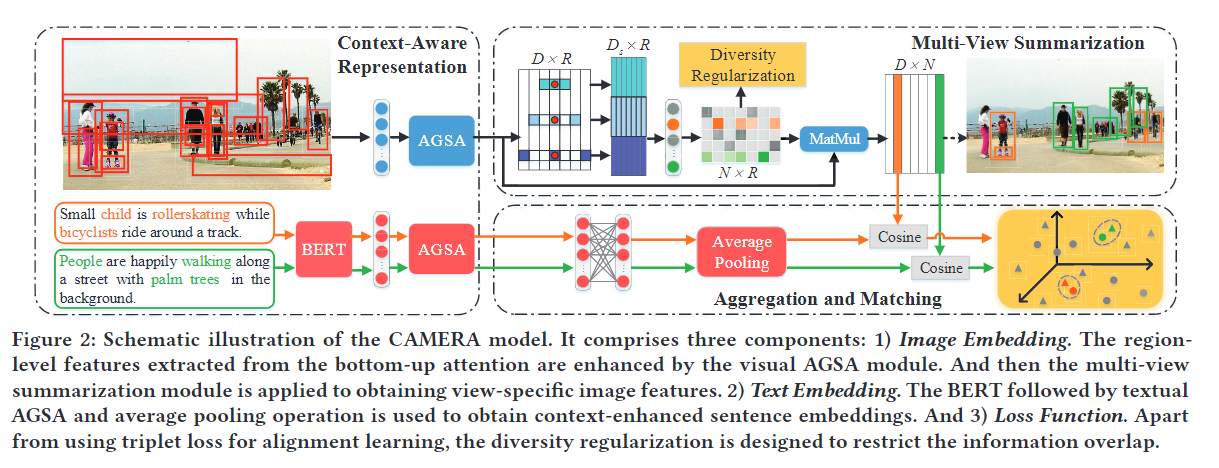 Context-Aware
Representation
AGSA
Small child is rollerskating while
bicyclists ride around a track.
People are happily walking along
a street with palm trees in the
background.
BERT
AGSA
Multi-View Summarization
D × R
Dₛ × R
Diversity
Regularization
N × R
MatMul
D × N
Average
Pooling
Cosine
Cosine
Aggregation and Matching
Figure 2: Schematic illustration of the CAMERA model. It comprises three components: 1) Image Embedding. The region-
level features extracted from the bottom-up attention are enhanced by the visual AGSA module. And then the multi-view
summarization module is applied to obtaining view-specific image features. 2) Text Embedding. The BERT followed by textual
AGSA and average pooling operation is used to obtain context-enhanced sentence embeddings. And 3) Loss Function. Apart
from using triplet loss for alignment learning, the diversity regularization is designed to restrict the information overlap.